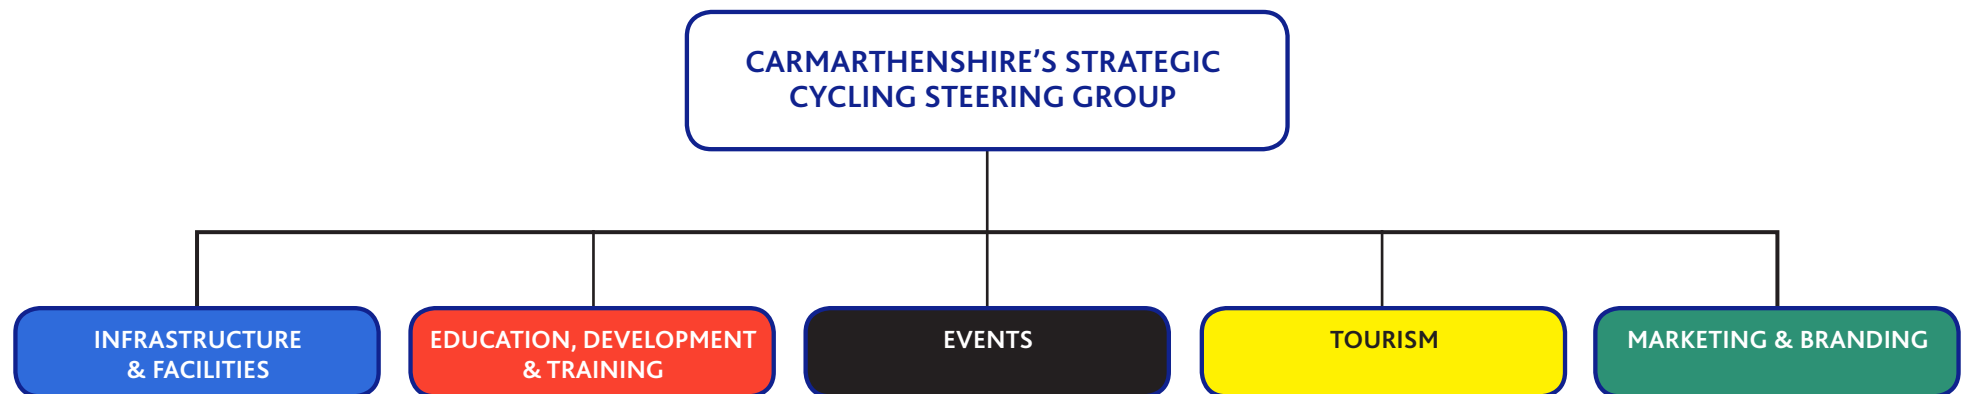 CARMARTHENSHIRE’S STRATEGIC
CYCLING STEERING GROUP
INFRASTRUCTURE
& FACILITIES
EDUCATION, DEVELOPMENT
& TRAINING
EVENTS
TOURISM
MARKETING & BRANDING